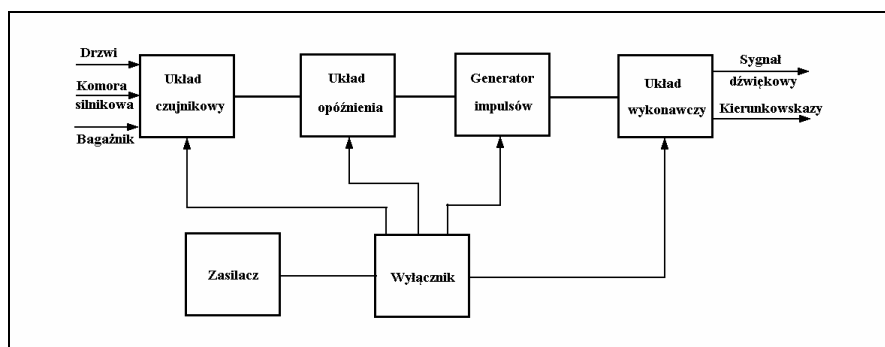 Drzwi
Komora
silnikowa
Bagażnik
Układ
czujnikowy
Układ
opóźnienia
Generator
impulsów
Układ
wykonawczy
Sygnał
dźwiękowy
Kierunkowskazy
Zasilacz
Wyłącznik